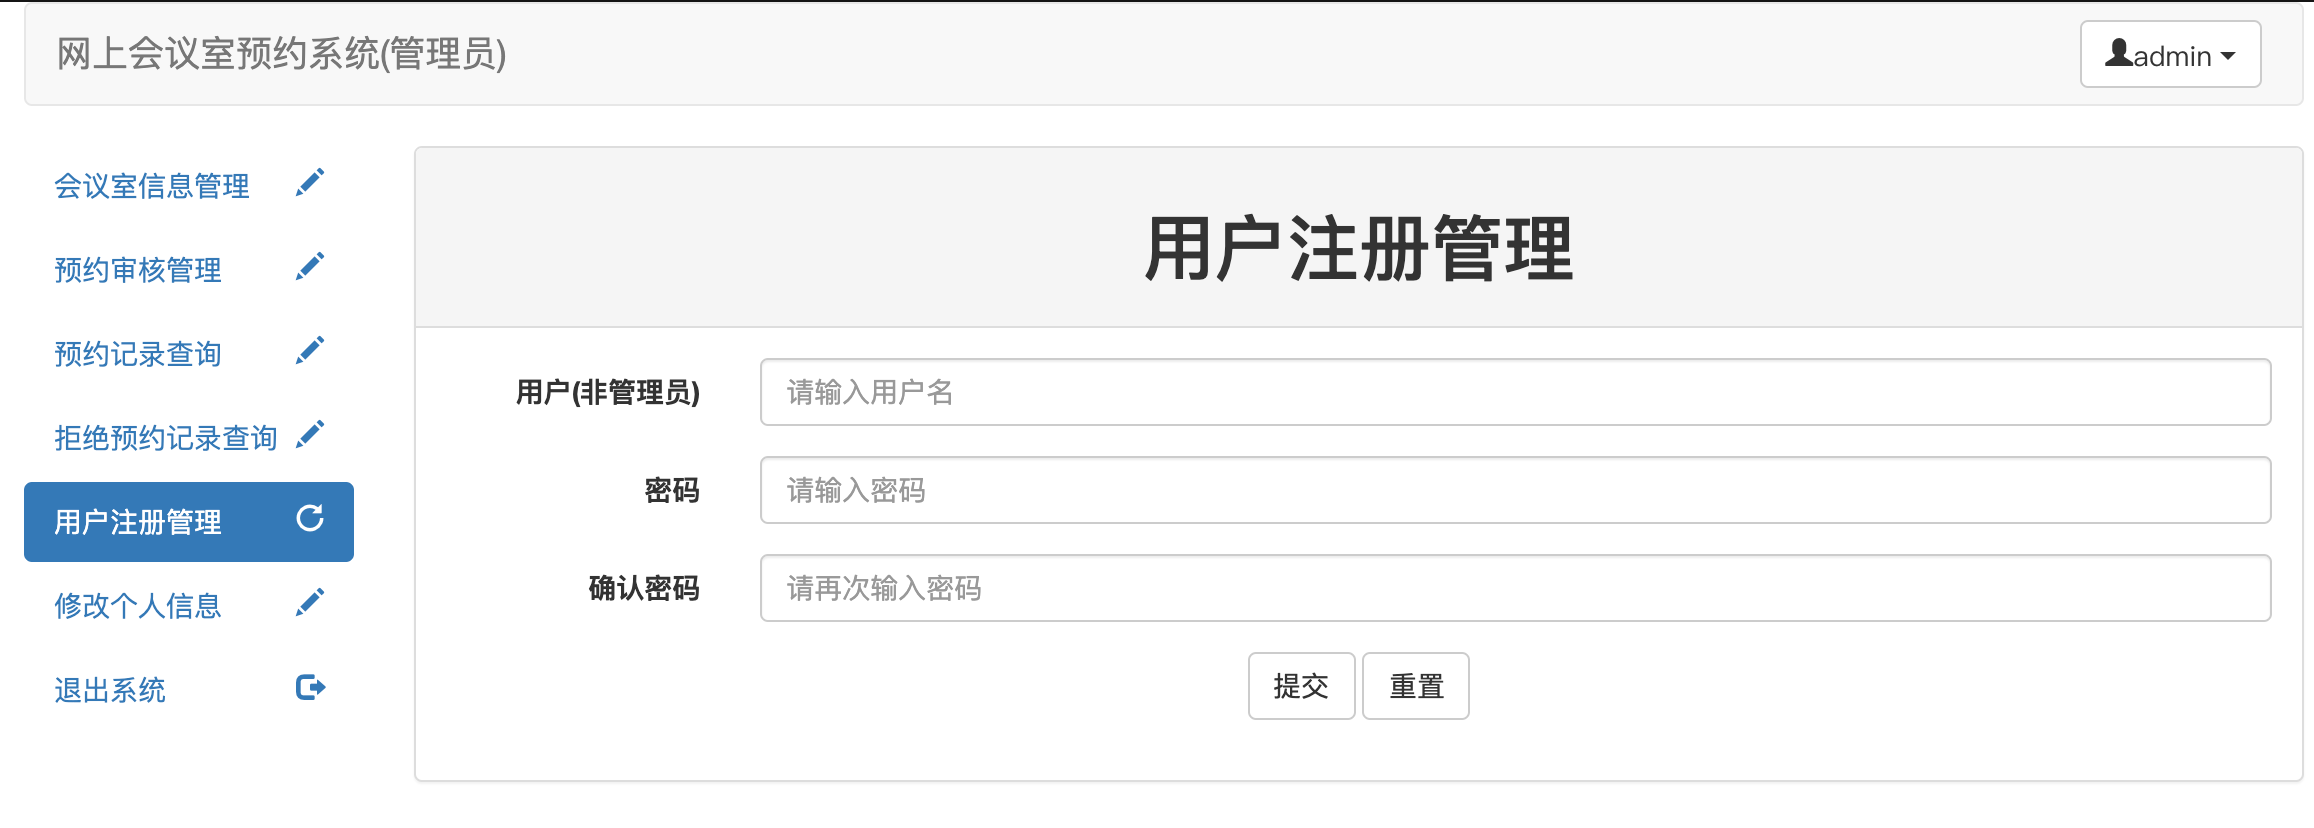 网上会议室预约系统(管理员)
admin
会议室信息管理
预约审核管理
预约记录查询
拒绝预约记录查询
用户注册管理
修改个人信息
退出系统
用户注册管理
用户(非管理员)
请输入用户名
密码
请输入密码
确认密码
请再次输入密码
提交 重置